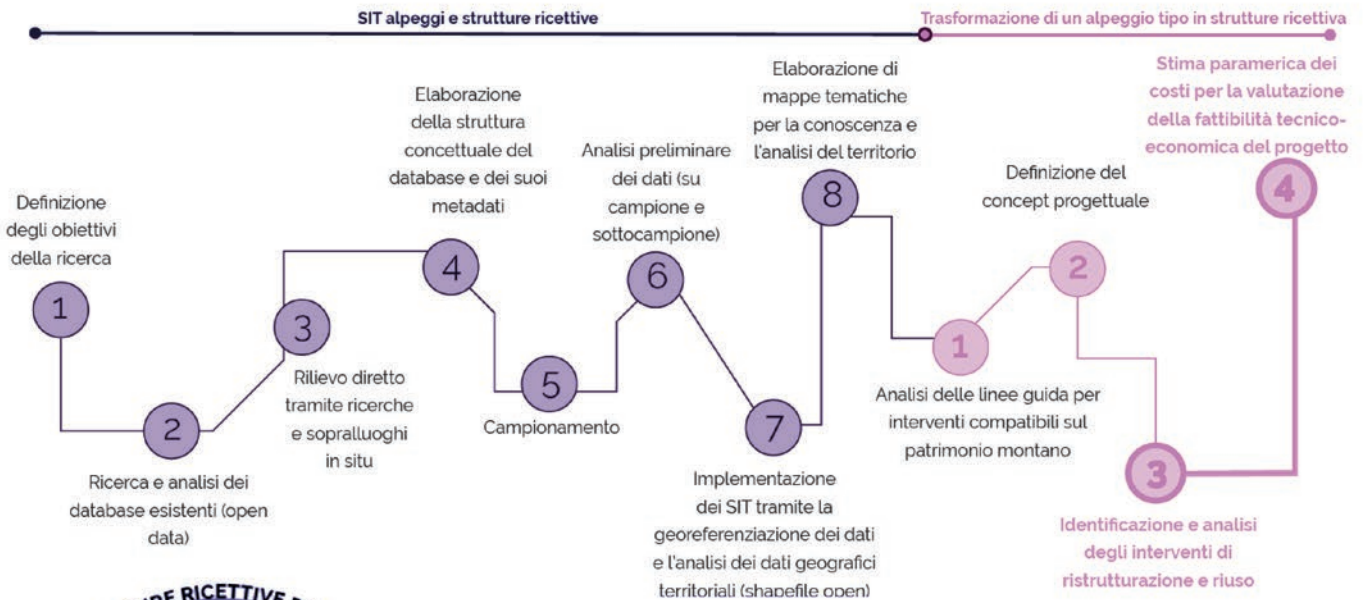 SIT alpeggi e strutture ricettive
Trasformazione di un alpeggio tipo in strutture ricettiva
1
Definizione
degli obiettivi
della ricerca
2
Ricerca e analisi dei
database esistenti (open
data)
3
Rilievo diretto
tramite ricerche
e sopralluoghi
in situ
4
Elaborazione
della struttura
concettuale del
database e dei suoi
metadati
5
Campionamento
6
Analisi preliminare
dei dati (su
campione e
sottocampione)
7
Implementazione
dei SIT tramite la
georeferenziazione dei dati
e l'analisi dei dati geografici
territoriali (shapefile open)
8
Elaborazione di
mappe tematiche
per la conoscenza e
l'analisi del territorio
1
Analisi delle linee guida per
interventi compatibili sul
patrimonio montano
2
Definizione del
concept progettuale
3
Identificazione e analisi
degli interventi di
ristrutturazione e riuso
4
Stima paramerica dei
costi per la valutazione
della fattibilità tecnico-
economica del progetto
RICETTIVE